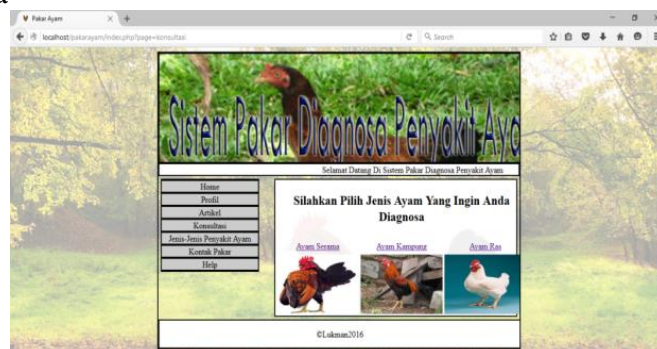 Pakar Ayam
localhost/pakarayam/index.php?page=konsultasi
Search
Sistem Pakar Diagnosa Penyakit Aya
Selamat Datang Di Sistem Pakar Diagnosa Penyakit Ayam
Home
Profil
Artikel
Konsultasi
Jenis-Jenis Penyakit Ayam
Kontak Pakar
Help
Silahkan Pilih Jenis Ayam Yang Ingin Anda
Diagnosa
Ayam Serama
Ayam Kampung
Ayam Ras
©Lukman2016